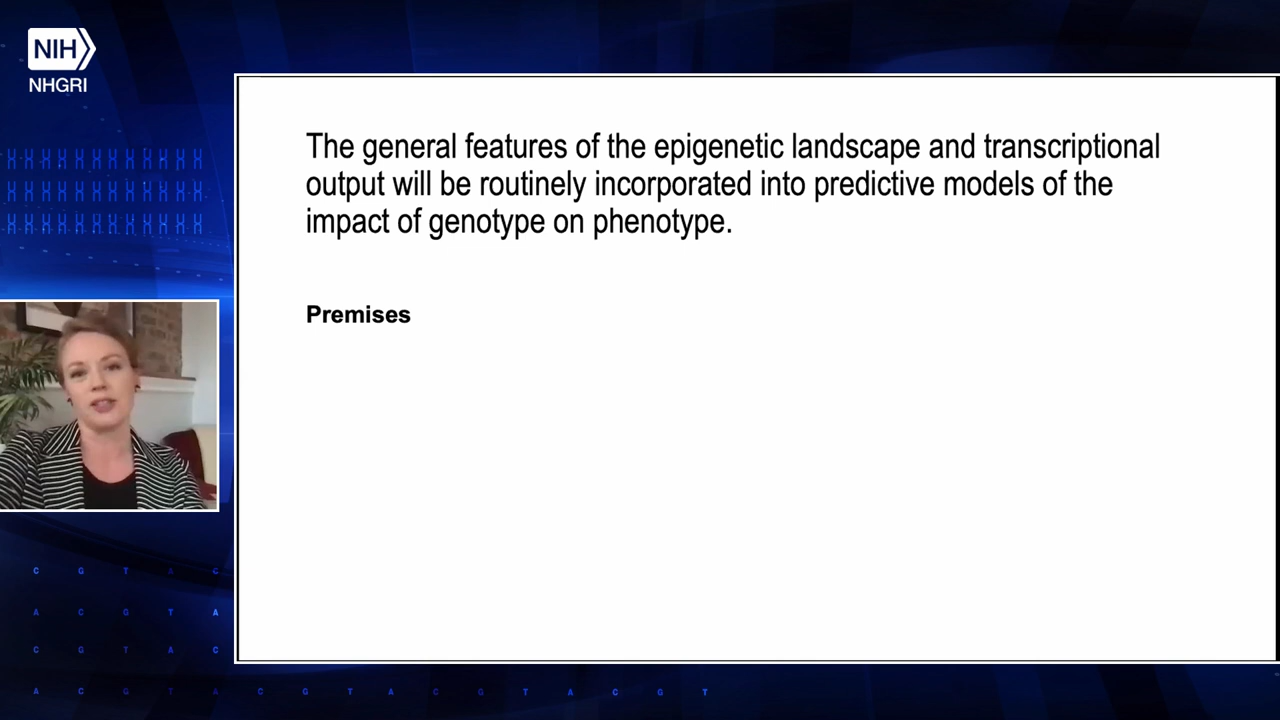 NIH
NHGRI
The general features of the epigenetic landscape and transcriptional
output will be routinely incorporated into predictive models of the
impact of genotype on phenotype.
Premises
C G T A C
A C G T A
C G T A C
A C G T A C G T A C G T A C G T